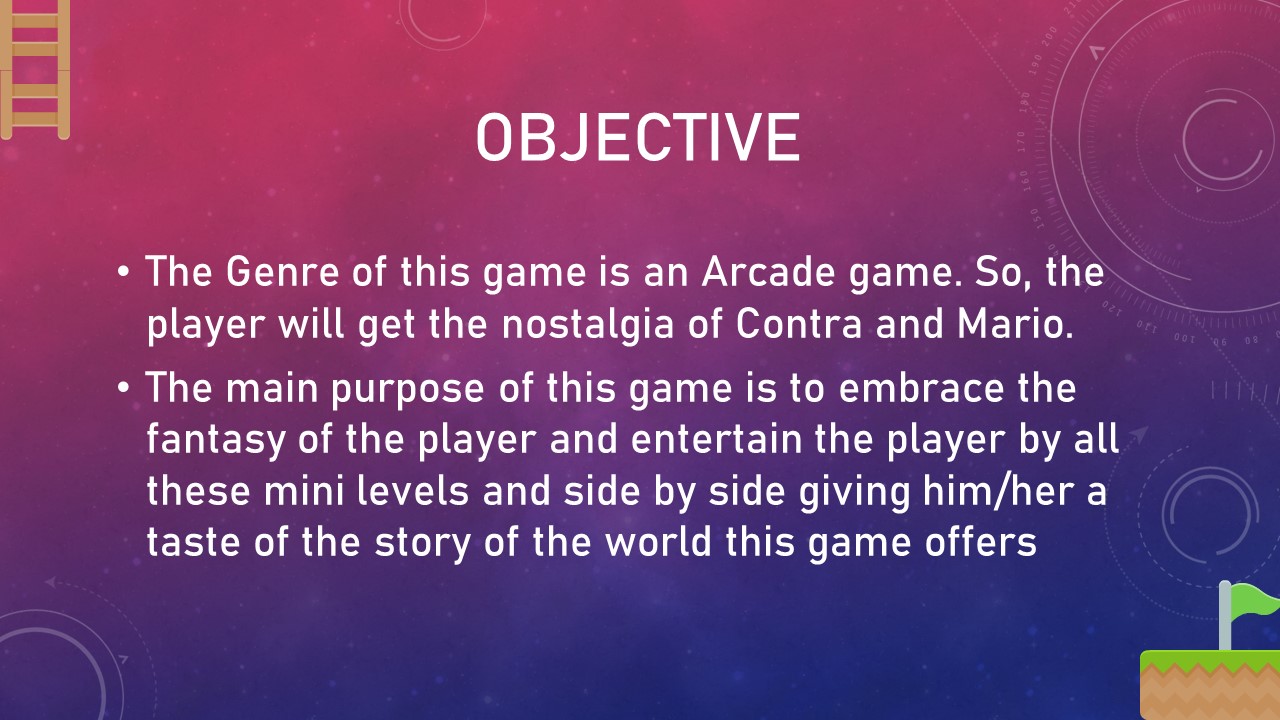 OBJECTIVE
• The Genre of this game is an Arcade game. So, the
player will get the nostalgia of Contra and Mario.
• The main purpose of this game is to embrace the
fantasy of the player and entertain the player by all
these mini levels and side by side giving him/her a
taste of the story of the world this game offers